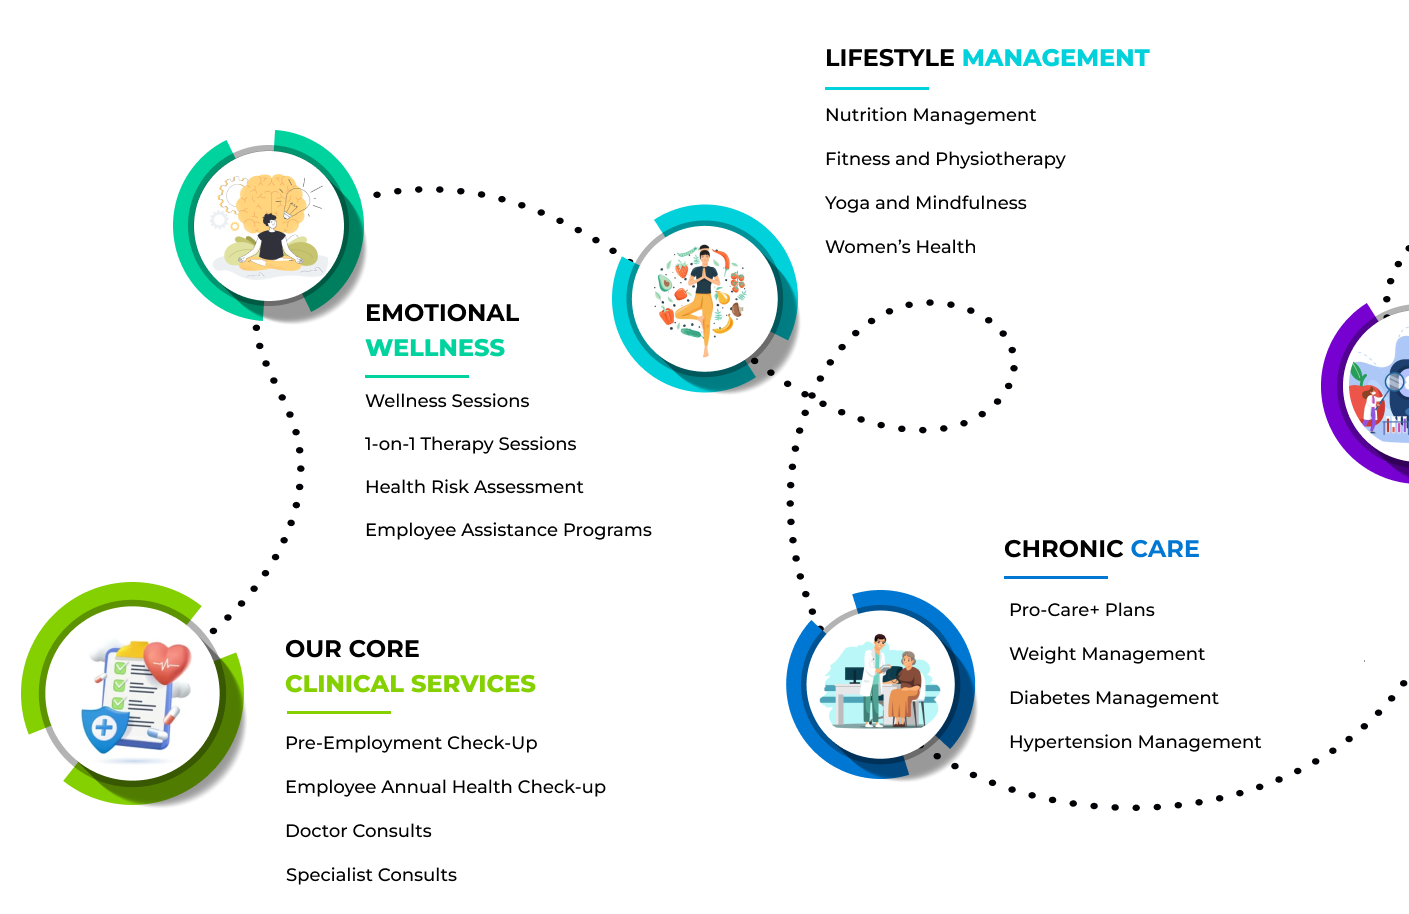 LIFESTYLE MANAGEMENT
Nutrition Management
Fitness and Physiotherapy
Yoga and Mindfulness
Women’s Health
EMOTIONAL
WELLNESS
Wellness Sessions
1-on-1 Therapy Sessions
Health Risk Assessment
Employee Assistance Programs
CHRONIC CARE
Pro-Care+ Plans
Weight Management
Diabetes Management
Hypertension Management
OUR CORE
CLINICAL SERVICES
Pre-Employment Check-Up
Employee Annual Health Check-up
Doctor Consults
Specialist Consults